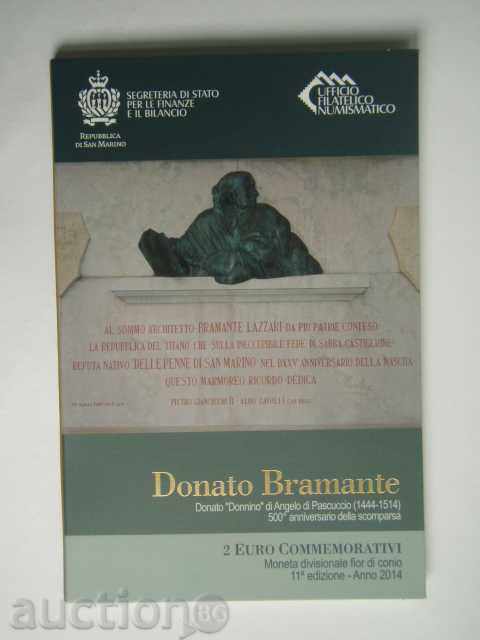 SEGRETERIA DI STATO
PER LE FINANZE
E IL BILANCIO
REPUBBLICA
DI SAN MARINO
UFFICIO
FILATELICO
NUMISMATICO
AL SOMMO ARCHITETTO BRAMANTE LAZZARI DA PIU PATRIE CONTESO
LA REPUBBLICA DEL TITANO CHE SULLA INECCEPIBILE FEDE DI SABBA CASTIGLIONE
REPUTA NATIVO DELLE PENNE DI SAN MARINO NEL DXXV ANNIVERSARIO DELLA NASCITA
QUESTO MARMOREO RICORDO DEDICA
PIETRO
Donato Bramante
Donato "Donnino" di Angelo di Pascuccio (1444-1514)
500° anniversario della scomparsa
2 EURO COMMEMORATIVI
Moneta divisionale fior di conio
11ª edizione - Anno 2014
auction BG